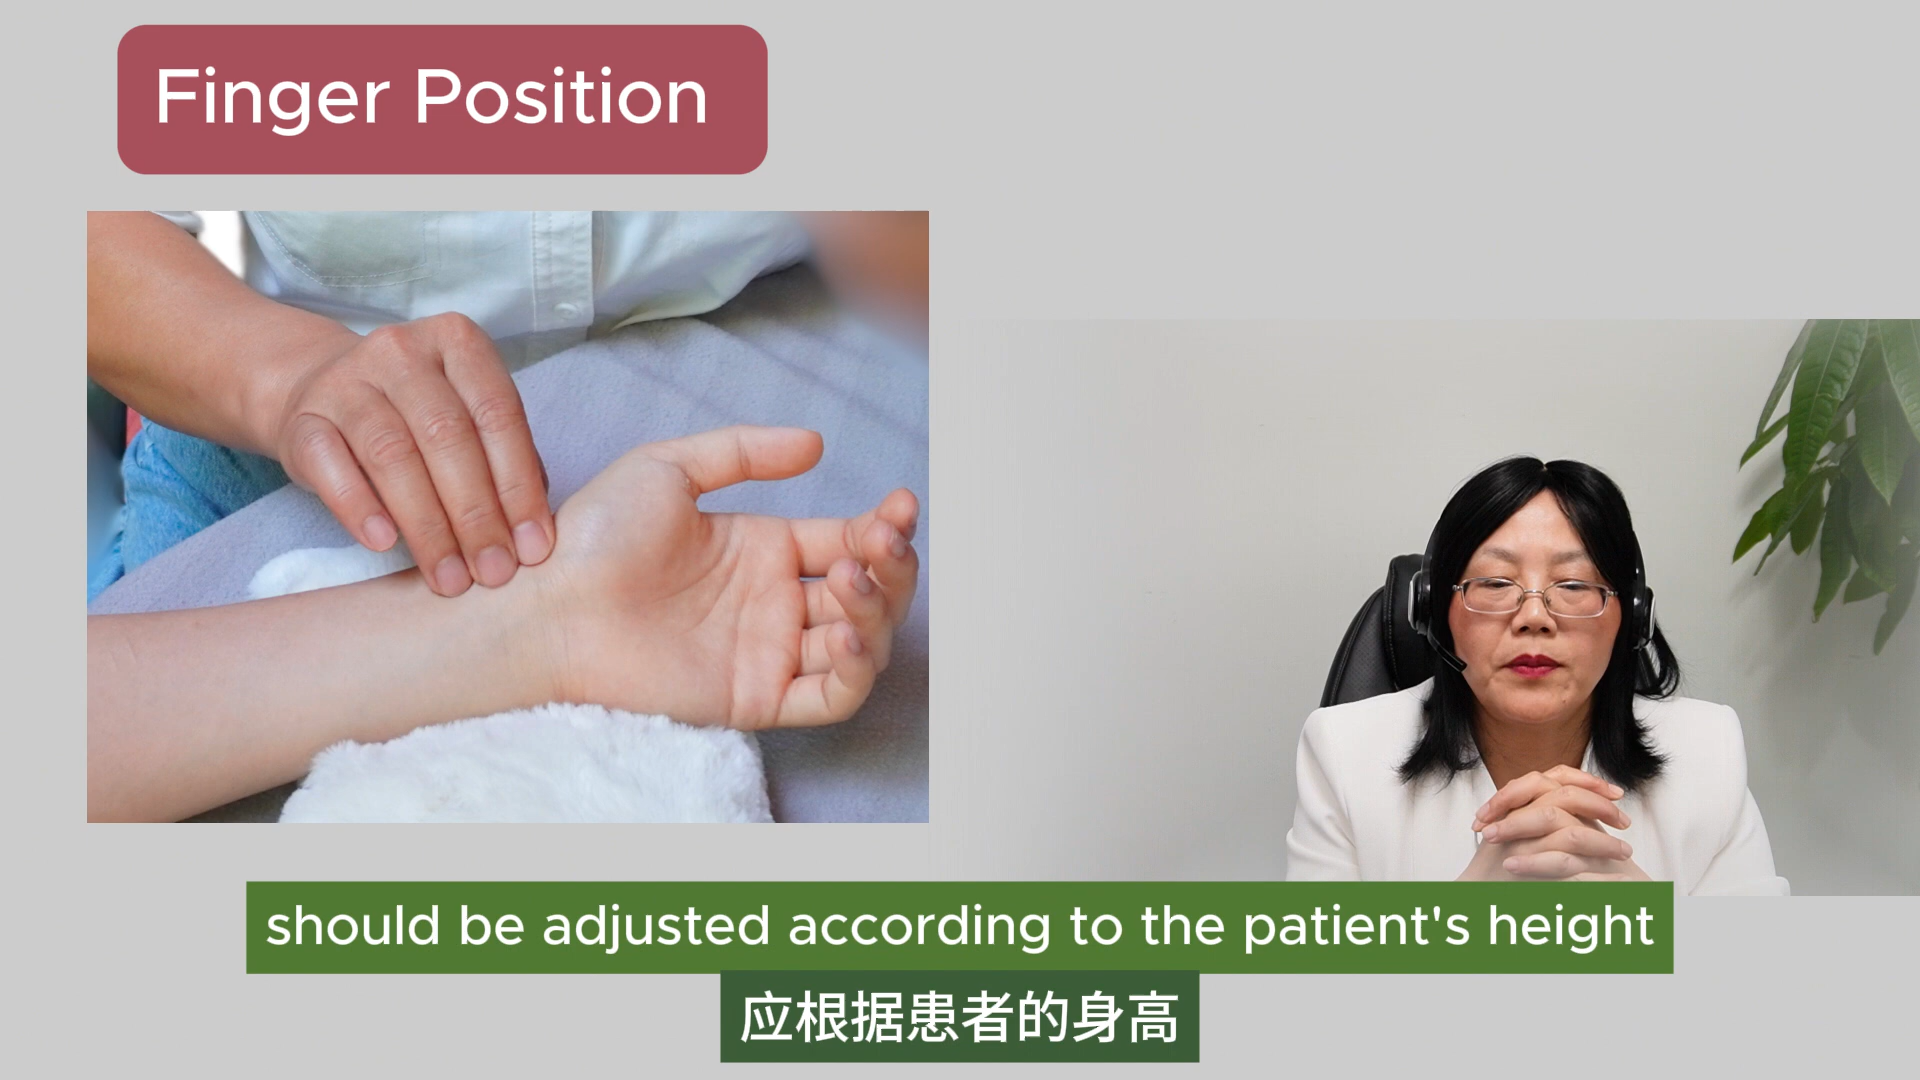 Finger Position
should be adjusted according to the patient's height
应根据患者的身高